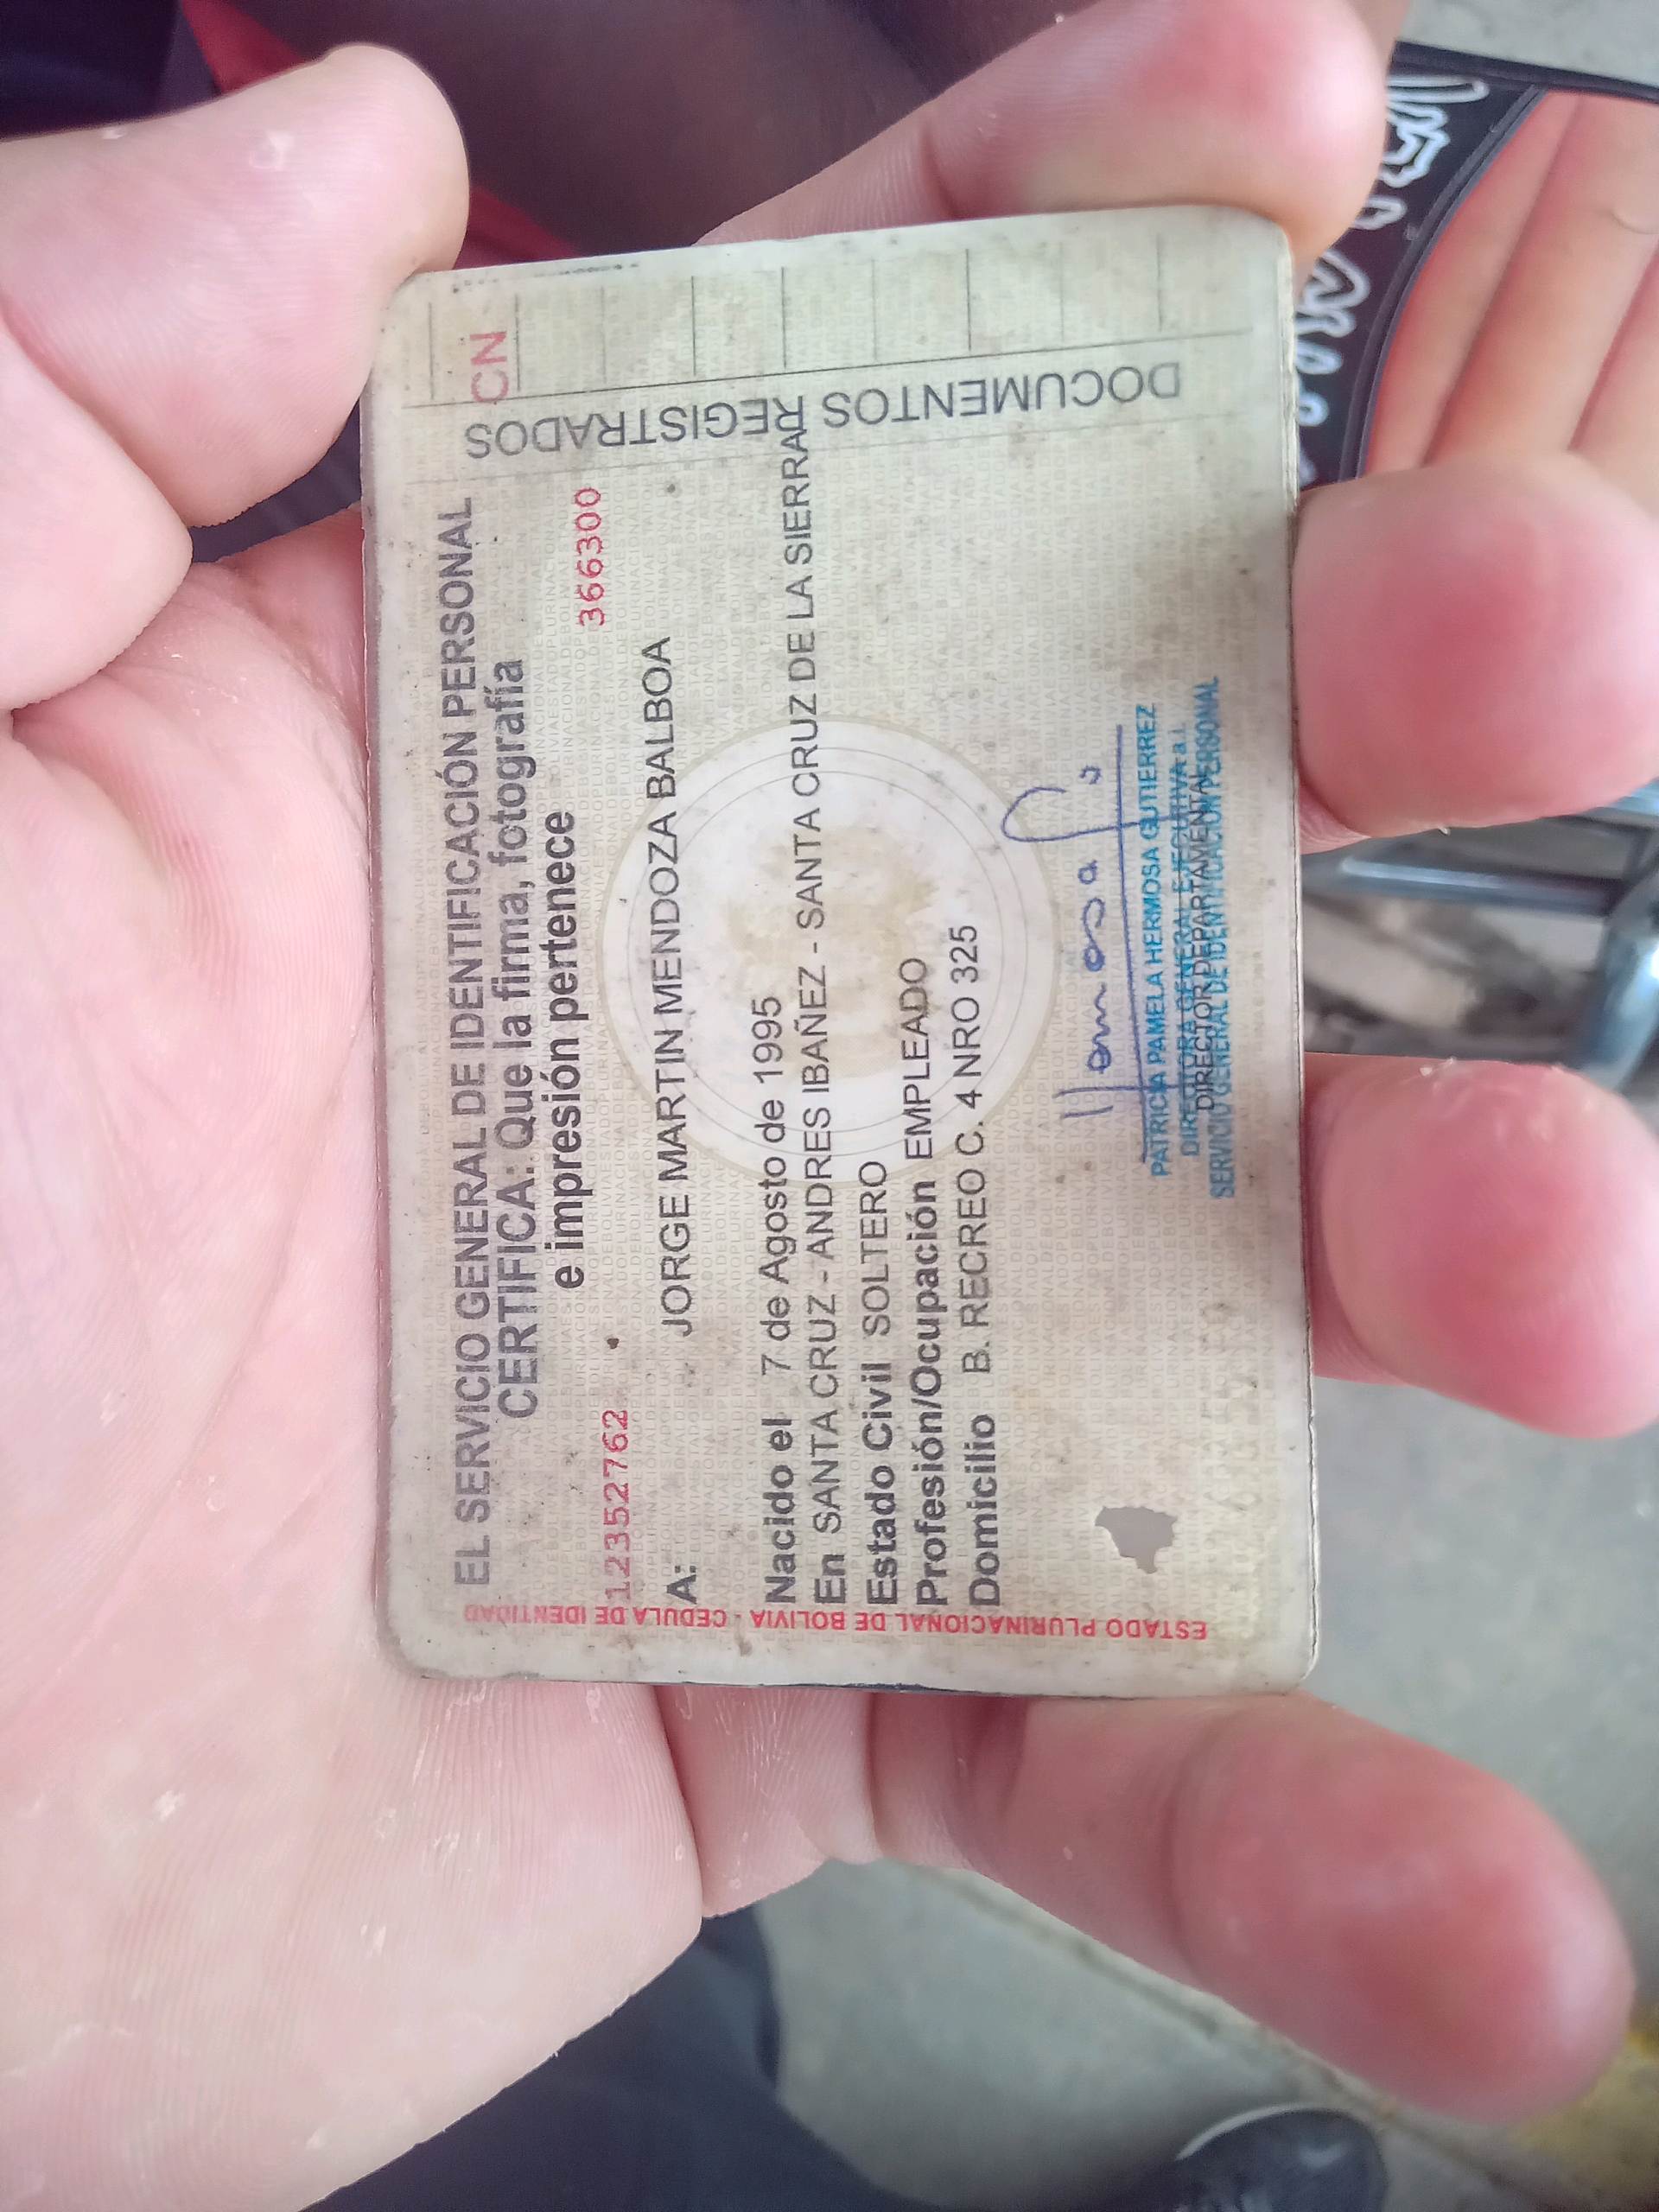 EL SERVICIO GENERAL DE IDENTIFICACIÓN PERSONAL
CERTIFICA: Que la firma, fotografía
e impresión pertenece
12352762 366300
A: JORGE MARTIN MENDOZA BALBOA
Nacido el 7 de Agosto de 1995
En SANTA CRUZ - ANDRES IBAÑEZ - SANTA CRUZ DE LA SIERRA
Estado Civil SOLTERO
Profesión/Ocupación EMPLEADO
Domicilio B. RECREO C. 4 NRO 325
PATRICIA PAMELA HERMOSA GUTIERREZ
DIRECTORA GENERAL EJECUTIVA a.i.
DIRECTOR DEPARTAMENTAL
SERVICIO GENERAL DE IDENTIFICACION PERSONAL
ESTADO PLURINACIONAL DE BOLIVIA - CEDULA DE IDENTIDAD
DOCUMENTOS REGISTRADOS
CN